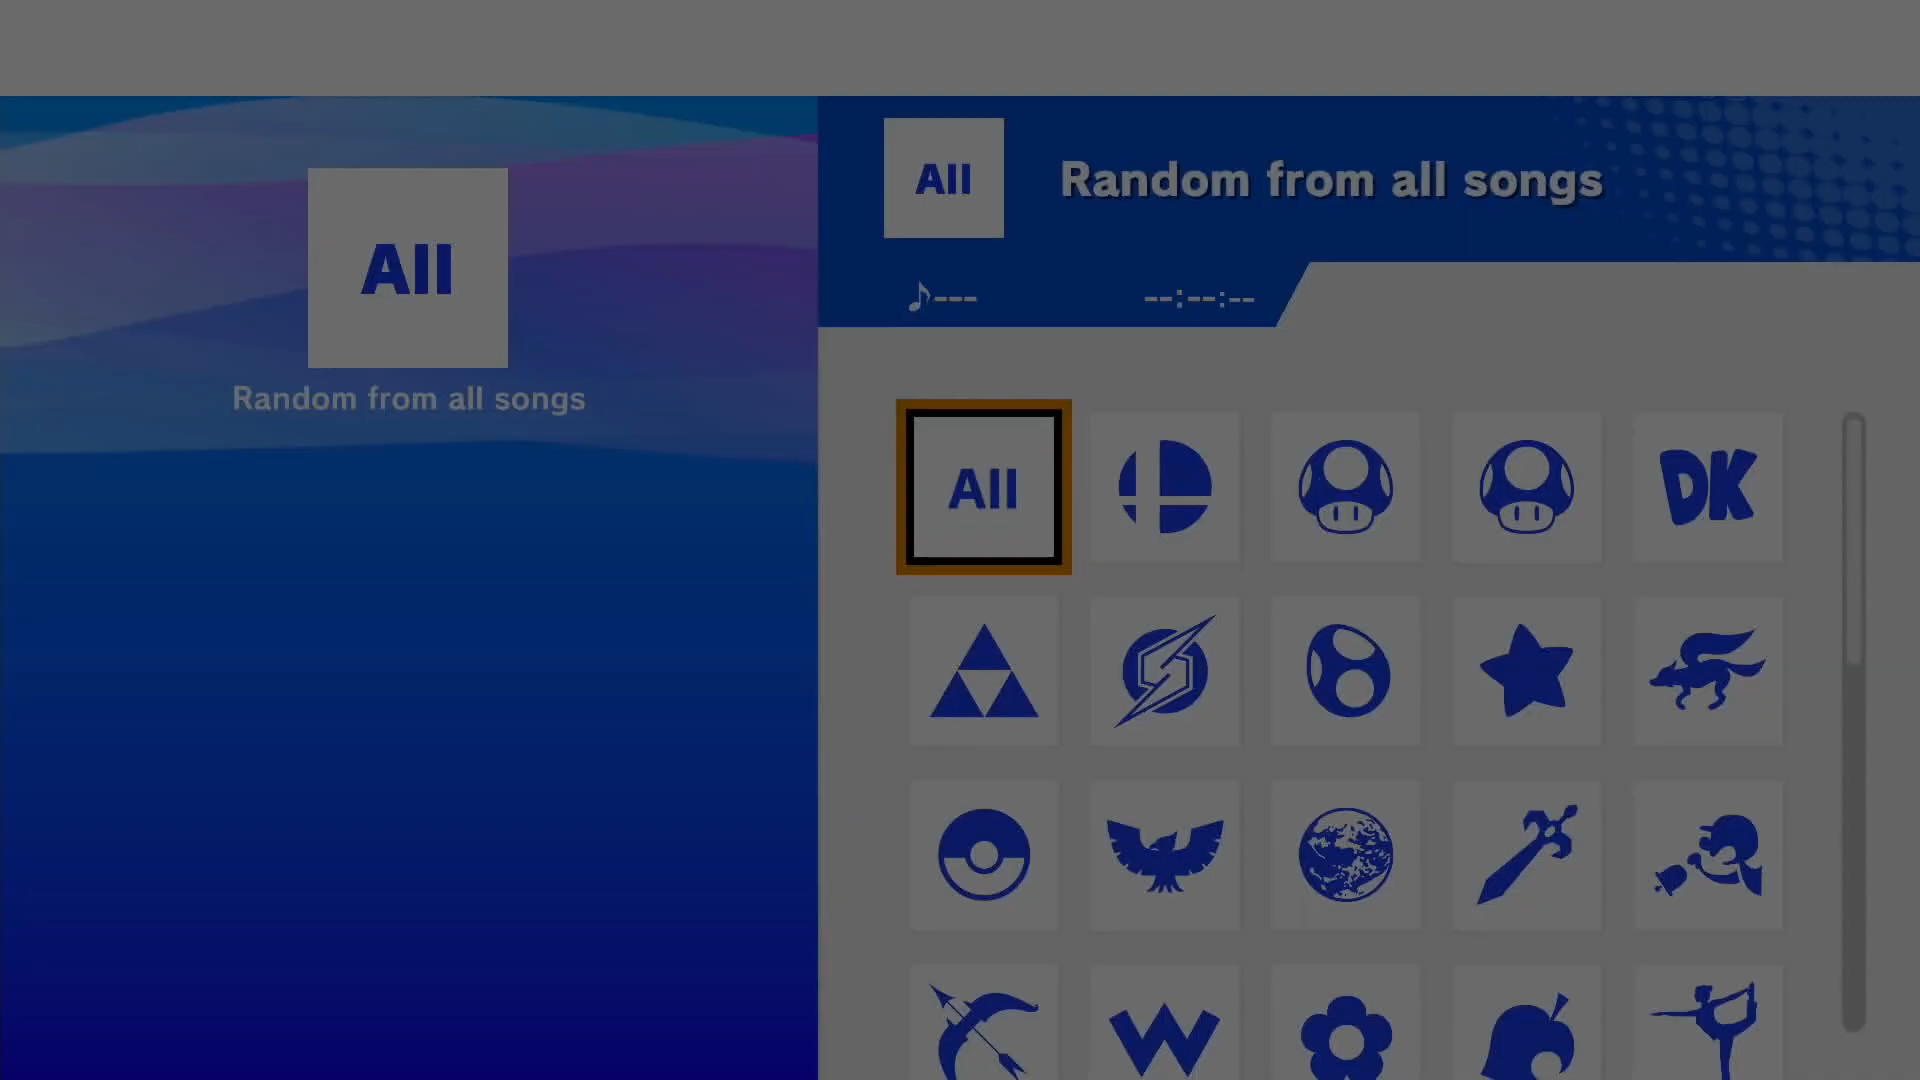 All
Random from all songs
All
Random from all songs
♪---
--:--:--
All
DK